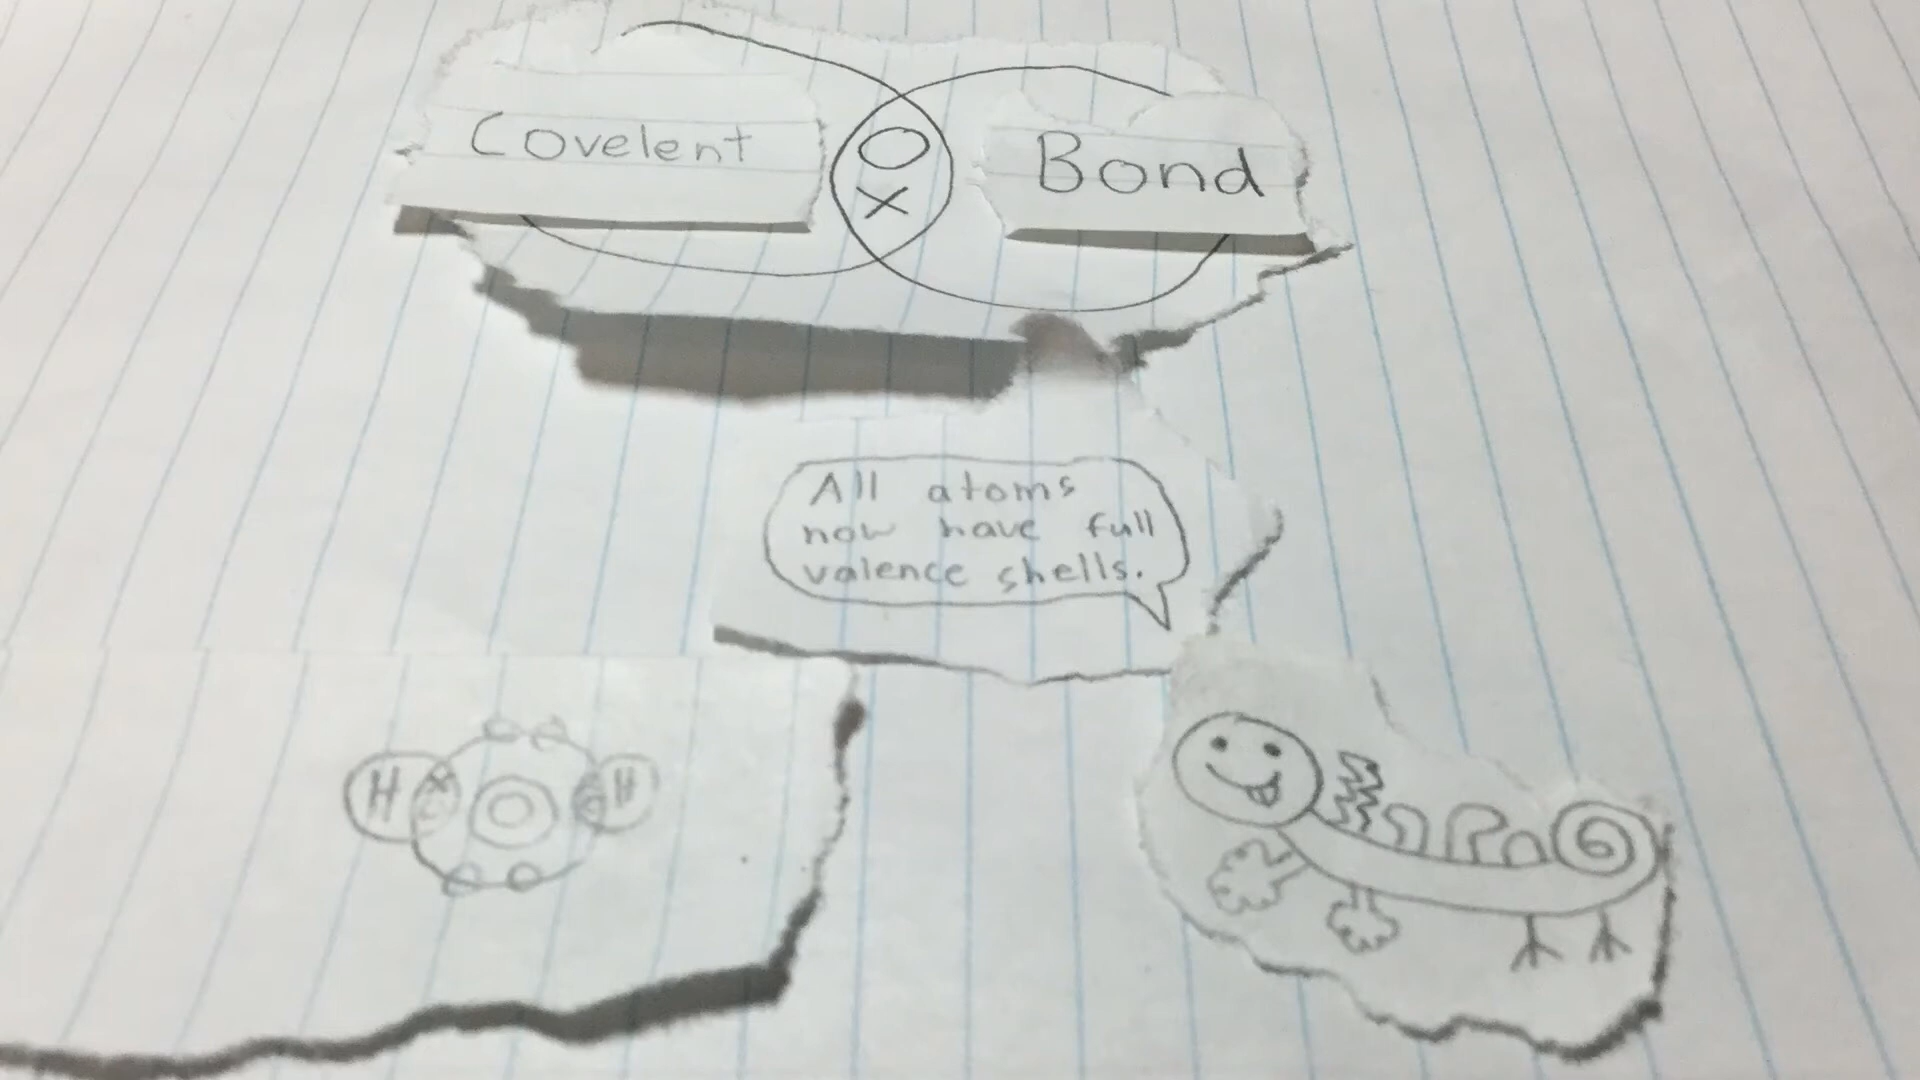 Covelent Bond
O
X
All atoms
now have full
valence shells.
H O H